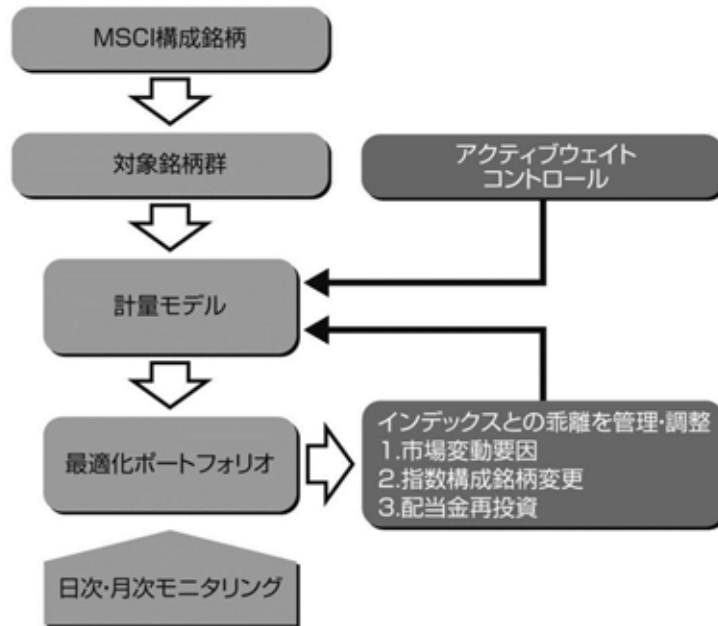 MSCI構成銘柄
対象銘柄群
アクティブウェイト
コントロール
計量モデル
最適化ポートフォリオ
インデックスとの乖離を管理・調整
1.市場変動要因
2.指数構成銘柄変更
3.配当金再投資
日次・月次モニタリング